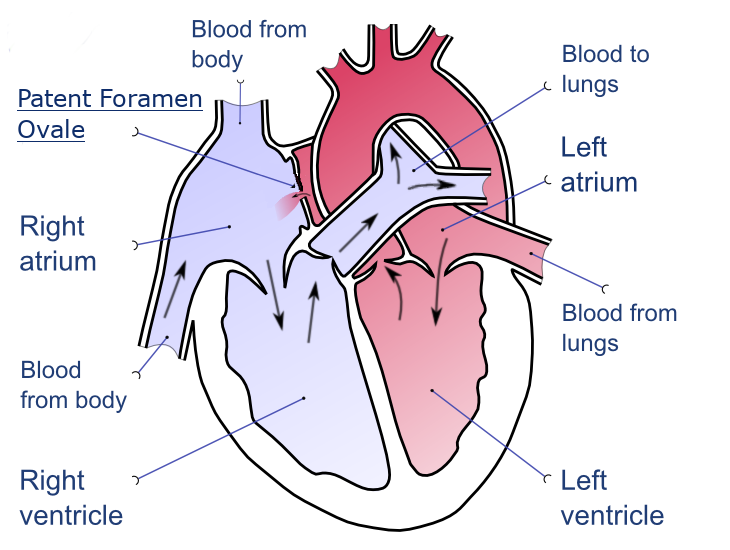 Blood from
body
Patent Foramen
Ovale
Blood to
lungs
Left
atrium
Right
atrium
Blood from
lungs
Blood
from body
Right
ventricle
Left
ventricle